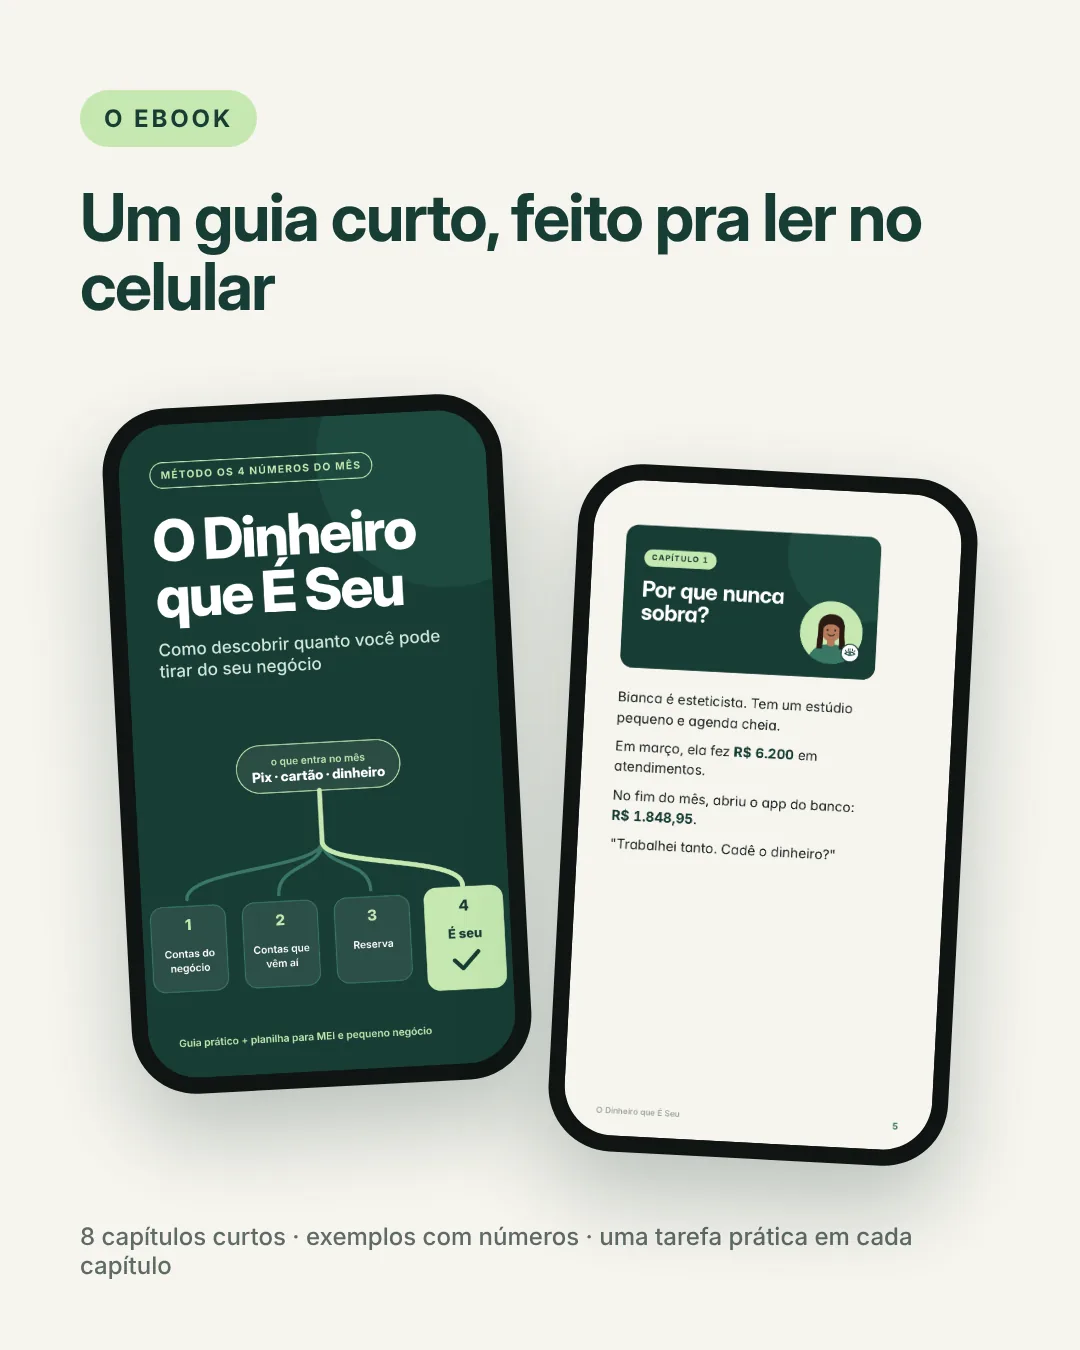 O EBOOK
Um guia curto, feito pra ler no
celular
MÉTODO OS 4 NÚMEROS DO MÊS
O Dinheiro
que É Seu
Como descobrir quanto você pode
tirar do seu negócio
o que entra no mês
Pix · cartão · dinheiro
1
Contas do
negócio
2
Contas que
vêm aí
3
Reserva
4
É seu
Guia prático + planilha para MEI e pequeno negócio
CAPÍTULO 1
Por que nunca
sobra?
Bianca é esteticista. Tem um estúdio
pequeno e agenda cheia.
Em março, ela fez R$ 6.200 em
atendimentos.
No fim do mês, abriu o app do banco:
R$ 1.848,95.
"Trabalhei tanto. Cadê o dinheiro?"
O Dinheiro que É Seu
5
8 capítulos curtos · exemplos com números · uma tarefa prática em cada
capítulo